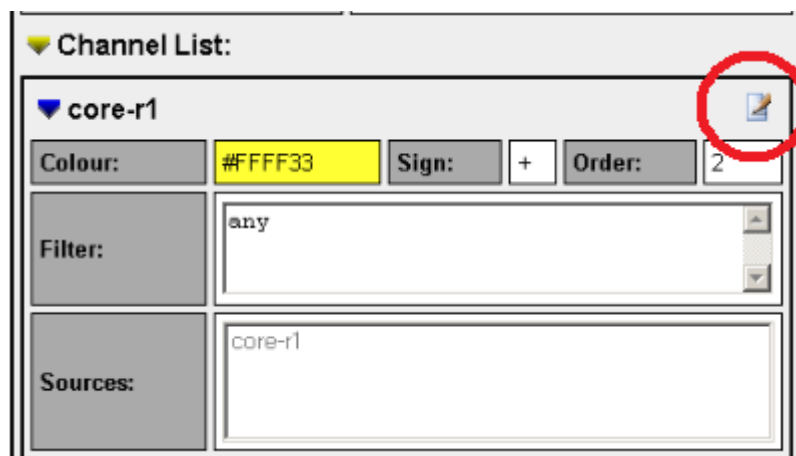 Channel List:
core-r1
Colour: #FFFF33 Sign: + Order: 2
Filter: any
Sources: core-r1